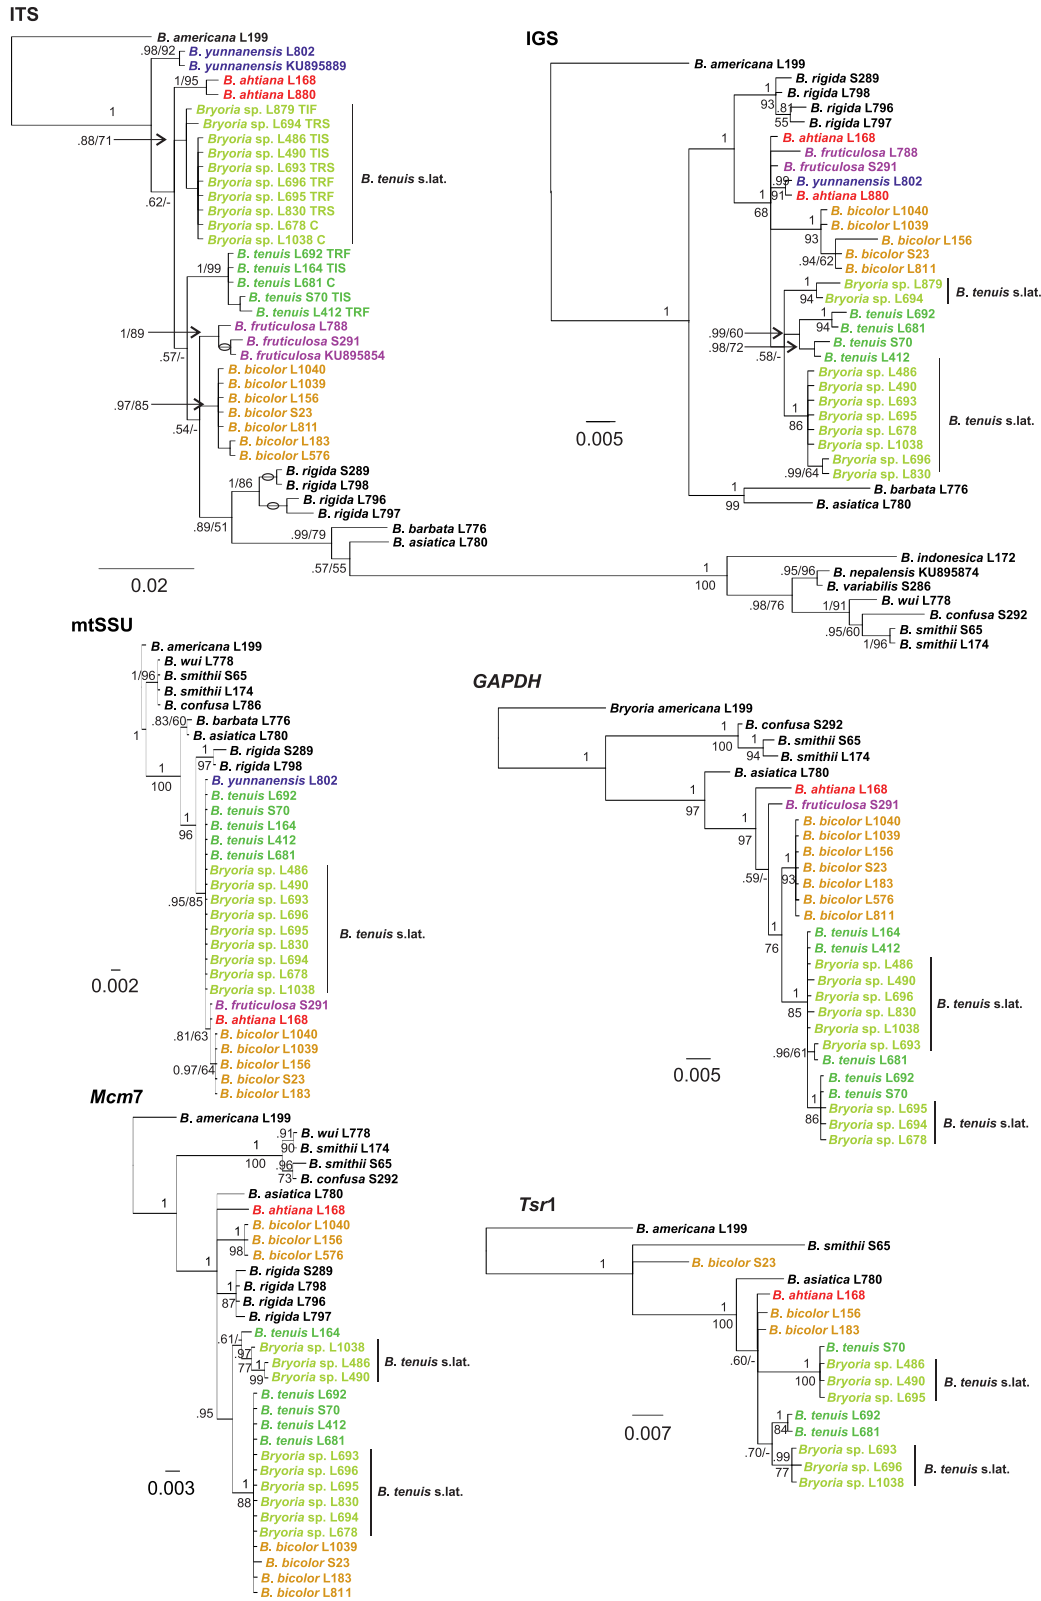 ITS
B. americana L199
.98/92
B. yunnanensis L802
B. yunnanensis KU895889
1/95
B. ahtiana L168
B. ahtiana L880
1
.88/71
Bryoria sp. L879 TIF
Bryoria sp. L694 TRS
Bryoria sp. L486 TIS
Bryoria sp. L490 TIS
Bryoria sp. L693 TRS
Bryoria sp. L696 TRF
Bryoria sp. L695 TRF
Bryoria sp. L830 TRS
Bryoria sp. L678 C
Bryoria sp. L1038 C
B. tenuis s.lat.
.62/-
B. tenuis L692 TRF
1/99
B. tenuis L164 TIS
B. tenuis L681 C
B. tenuis S70 TIS
B. tenuis L412 TRF
1/89
B. fruticulosa L788
B. fruticulosa S291
B. fruticulosa KU895854
.57/-
B. bicolor L1040
B. bicolor L1039
B. bicolor L156
.97/85
B. bicolor S23
B. bicolor L811
.54/-
B. bicolor L183
B. bicolor L576
B. rigida S289
1/86
B. rigida L798
B. rigida L796
B. rigida L797
.89/51
B. barbata L776
.99/79
B. asiatica L780
.57/55
0.02
1
100
B. indonesica L172
.95/96
B. nepalensis KU895874
B. variabilis S286
.98/76
1/91
B. wui L778
B. confusa S292
.95/60
B. smithii S65
1/96
B. smithii L174
IGS
B. americana L199
B. rigida S289
1
B. rigida L798
93
.81
B. rigida L796
55
B. rigida L797
1
B. ahtiana L168
B. fruticulosa L788
B. fruticulosa S291
.99
B. yunnanensis L802
91
B. ahtiana L880
1
68
B. bicolor L1040
1
B. bicolor L1039
93
B. bicolor L156
B. bicolor S23
.94/62
B. bicolor L811
1
Bryoria sp. L879
94
Bryoria sp. L694
B. tenuis s.lat.
1
B. tenuis L692
94
B. tenuis L681
1
.99/60
.98/72
.58/-
B. tenuis S70
B. tenuis L412
Bryoria sp. L486
Bryoria sp. L490
Bryoria sp. L693
1
Bryoria sp. L695
86
Bryoria sp. L678
Bryoria sp. L1038
Bryoria sp. L696
.99/64
Bryoria sp. L830
B. tenuis s.lat.
0.005
1
B. barbata L776
99
B. asiatica L780
mtSSU
B. americana L199
B. wui L778
1/96
B. smithii S65
B. smithii L174
B. confusa L786
.83/60
B. barbata L776
1
B. asiatica L780
1
B. rigida S289
97
B. rigida L798
1
100
B. yunnanensis L802
B. tenuis L692
B. tenuis S70
1
B. tenuis L164
96
B. tenuis L412
B. tenuis L681
Bryoria sp. L486
Bryoria sp. L490
.95/85
Bryoria sp. L693
Bryoria sp. L696
Bryoria sp. L695
Bryoria sp. L830
Bryoria sp. L694
Bryoria sp. L678
Bryoria sp. L1038
B. tenuis s.lat.
0.002
B. fruticulosa S291
B. ahtiana L168
.81/63
B. bicolor L1040
B. bicolor L1039
0.97/64
B. bicolor L156
B. bicolor S23
B. bicolor L183
GAPDH
Bryoria americana L199
1
B. confusa S292
100
1
B. smithii S65
94
B. smithii L174
1
B. asiatica L780
1
97
B. ahtiana L168
1
97
B. fruticulosa S291
B. bicolor L1040
B. bicolor L1039
1
B. bicolor L156
.59/-
93
B. bicolor S23
B. bicolor L183
B. bicolor L576
B. bicolor L811
1
76
B. tenuis L164
B. tenuis L412
Bryoria sp. L486
Bryoria sp. L490
1
Bryoria sp. L696
85
Bryoria sp. L830
Bryoria sp. L1038
Bryoria sp. L693
B. tenuis s.lat.
.96/61
B. tenuis L681
B. tenuis L692
1
B. tenuis S70
86
Bryoria sp. L695
Bryoria sp. L694
Bryoria sp. L678
B. tenuis s.lat.
0.005
Mcm7
B. americana L199
.91
B. wui L778
1
90
B. smithii L174
100
.96
B. smithii S65
73
B. confusa S292
1
B. asiatica L780
B. ahtiana L168
B. bicolor L1040
1
B. bicolor L156
98
B. bicolor L576
1
B. rigida S289
1
B. rigida L798
87
B. rigida L796
B. rigida L797
.61/-
B. tenuis L164
.97
Bryoria sp. L1038
77
1
Bryoria sp. L486
99
Bryoria sp. L490
B. tenuis s.lat.
.95
B. tenuis L692
B. tenuis S70
B. tenuis L412
B. tenuis L681
Bryoria sp. L693
Bryoria sp. L696
1
Bryoria sp. L695
88
Bryoria sp. L830
Bryoria sp. L694
Bryoria sp. L678
B. tenuis s.lat.
B. bicolor L1039
B. bicolor S23
B. bicolor L183
B. bicolor L811
0.003
Tsr1
B. americana L199
B. smithii S65
1
B. bicolor S23
B. asiatica L780
1
100
B. ahtiana L168
B. bicolor L156
B. bicolor L183
.60/-
B. tenuis S70
1
Bryoria sp. L486
100
Bryoria sp. L490
Bryoria sp. L695
B. tenuis s.lat.
1
B. tenuis L692
84
B. tenuis L681
.70/-
.99
Bryoria sp. L693
77
Bryoria sp. L696
Bryoria sp. L1038
B. tenuis s.lat.
0.007